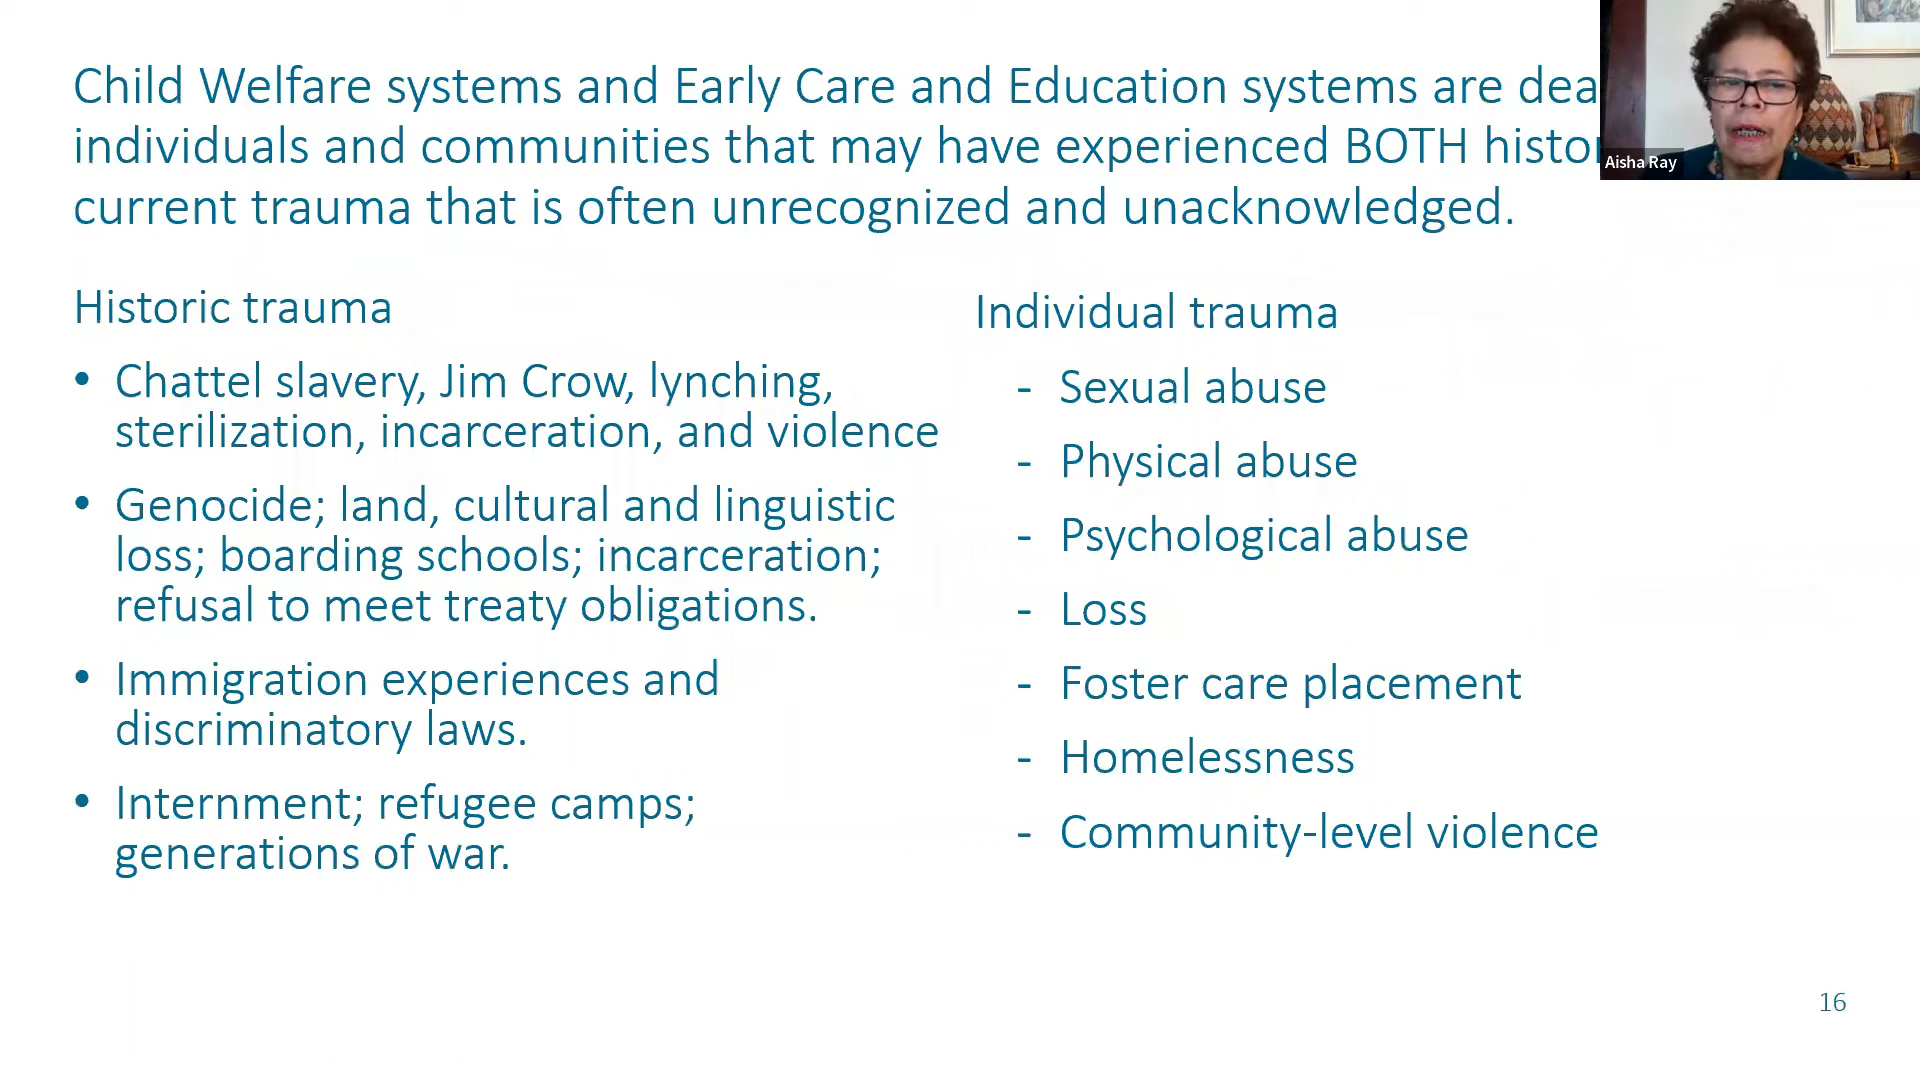 Child Welfare systems and Early Care and Education systems are dea
individuals and communities that may have experienced BOTH histo
current trauma that is often unrecognized and unacknowledged.
Aisha Ray
Historic trauma
• Chattel slavery, Jim Crow, lynching,
sterilization, incarceration, and violence
• Genocide; land, cultural and linguistic
loss; boarding schools; incarceration;
refusal to meet treaty obligations.
• Immigration experiences and
discriminatory laws.
• Internment; refugee camps;
generations of war.
Individual trauma
- Sexual abuse
- Physical abuse
- Psychological abuse
- Loss
- Foster care placement
- Homelessness
- Community-level violence
16